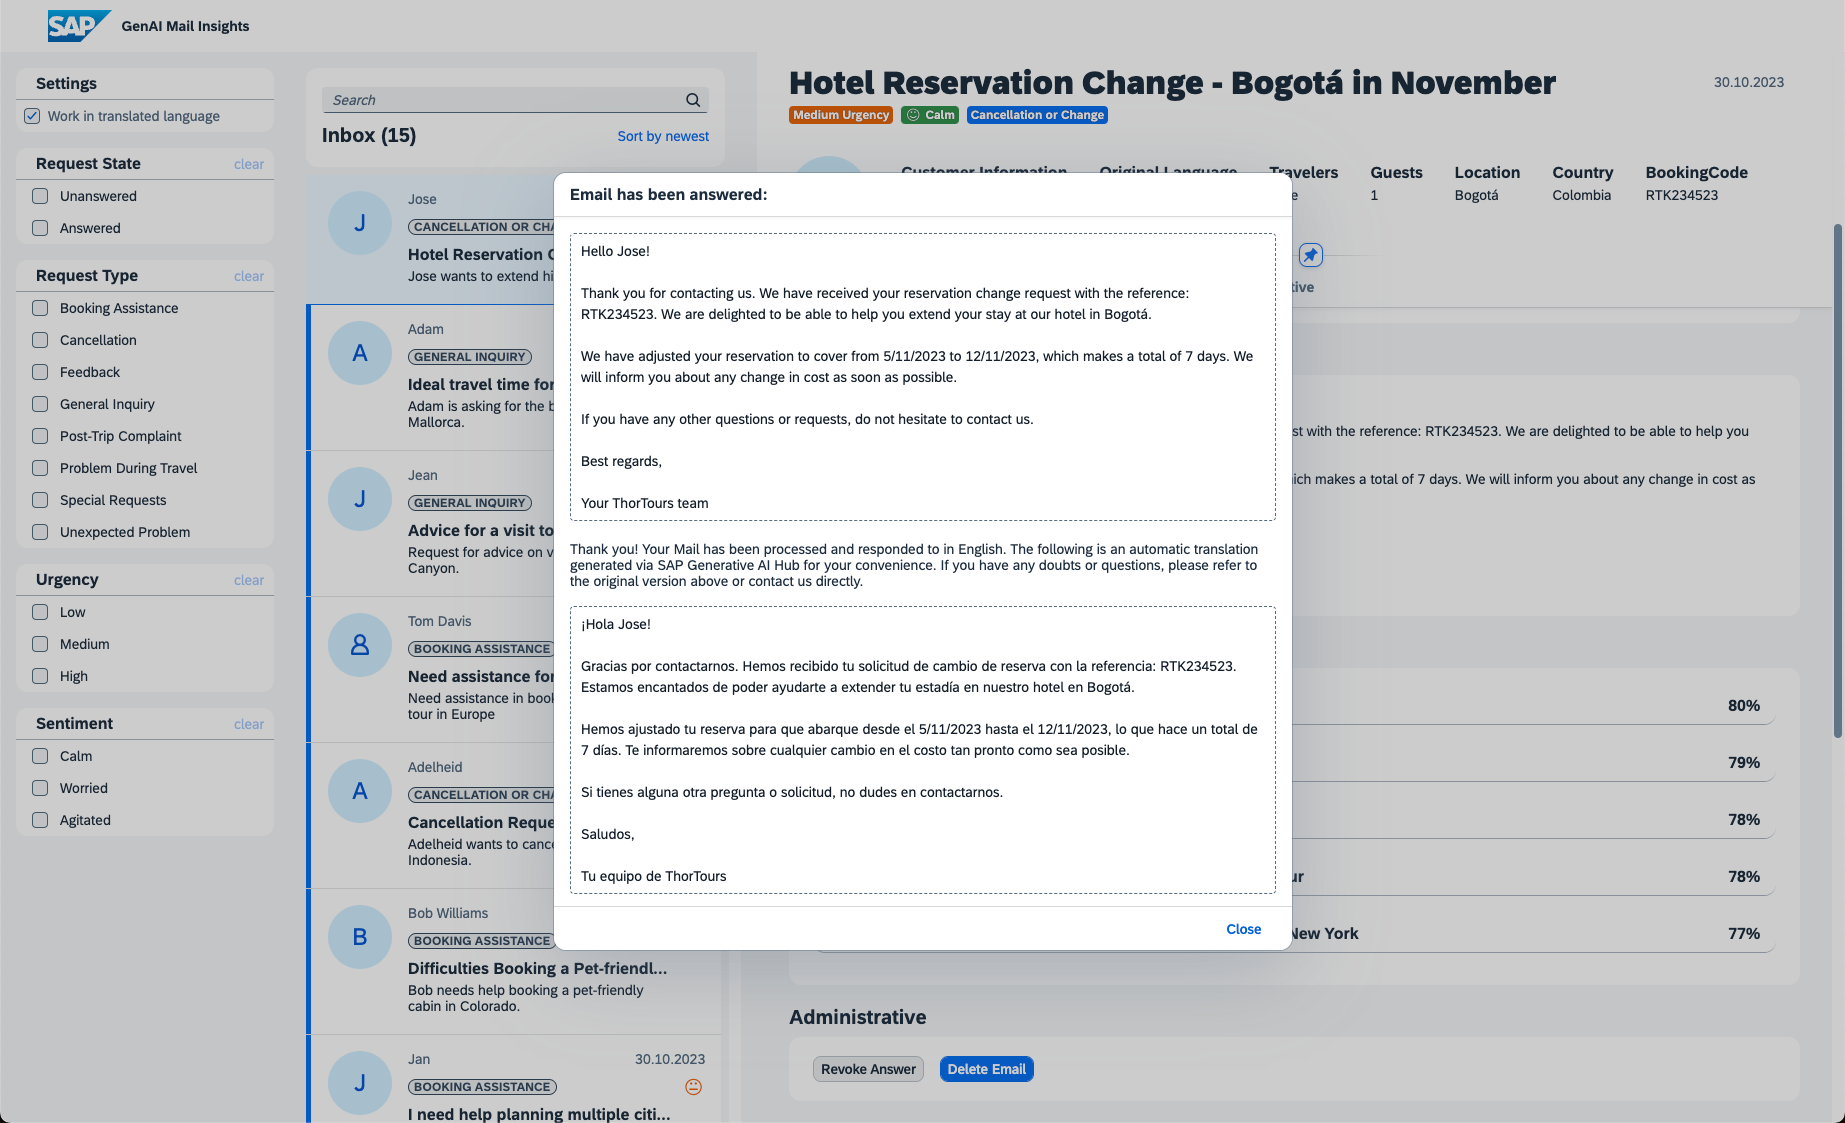 SAP
GenAI Mail Insights
Settings
Work in translated language
Request State
clear
Unanswered
Answered
Request Type
clear
Booking Assistance
Cancellation
Feedback
General Inquiry
Post-Trip Complaint
Problem During Travel
Special Requests
Unexpected Problem
Urgency
clear
Low
Medium
High
Sentiment
clear
Calm
Worried
Agitated
Search
Inbox (15)
Sort by newest
J
Jose
CANCELLATION OR CHA
Hotel Reservation C
Jose wants to extend hi
A
Adam
GENERAL INQUIRY
Ideal travel time for
Adam is asking for the b
Mallorca.
J
Jean
GENERAL INQUIRY
Advice for a visit to
Request for advice on v
Canyon.
Tom Davis
BOOKING ASSISTANCE
Need assistance for
Need assistance in book
tour in Europe
A
Adelheid
CANCELLATION OR CHA
Cancellation Reque
Adelheid wants to canc
Indonesia.
B
Bob Williams
BOOKING ASSISTANCE
Difficulties Booking a Pet-friendl...
Bob needs help booking a pet-friendly
cabin in Colorado.
J
Jan
30.10.2023
BOOKING ASSISTANCE
I need help planning multiple citi...
Hotel Reservation Change - Bogotá in November
30.10.2023
Medium Urgency
Calm
Cancellation or Change
Customer Information
Original Language
Travelers
Guests
Location
Country
BookingCode
1
Bogotá
Colombia
RTK234523
tive
Email has been answered:
Hello Jose!
Thank you for contacting us. We have received your reservation change request with the reference:
RTK234523. We are delighted to be able to help you extend your stay at our hotel in Bogotá.
We have adjusted your reservation to cover from 5/11/2023 to 12/11/2023, which makes a total of 7 days. We
will inform you about any change in cost as soon as possible.
If you have any other questions or requests, do not hesitate to contact us.
Best regards,
Your ThorTours team
Thank you! Your Mail has been processed and responded to in English. The following is an automatic translation
generated via SAP Generative AI Hub for your convenience. If you have any doubts or questions, please refer to
the original version above or contact us directly.
¡Hola Jose!
Gracias por contactarnos. Hemos recibido tu solicitud de cambio de reserva con la referencia: RTK234523.
Estamos encantados de poder ayudarte a extender tu estadía en nuestro hotel en Bogotá.
Hemos ajustado tu reserva para que abarque desde el 5/11/2023 hasta el 12/11/2023, lo que hace un total de
7 días. Te informaremos sobre cualquier cambio en el costo tan pronto como sea posible.
Si tienes alguna otra pregunta o solicitud, no dudes en contactarnos.
Saludos,
Tu equipo de ThorTours
Close
st with the reference: RTK234523. We are delighted to be able to help you
ich makes a total of 7 days. We will inform you about any change in cost as
80%
79%
78%
ur
78%
New York
77%
Administrative
Revoke Answer
Delete Email